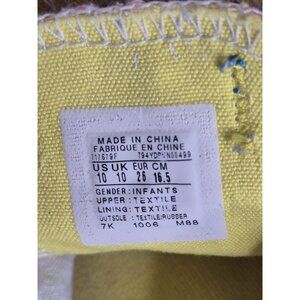 MADE IN CHINA
FABRIQUE EN CHINE
US UK EUR CM
10 10 26 16.5
GENDER: INFANTS
UPPER: TEXTILE
LINING: TEXTILE
OUTSOLE: TEXTILE/RUBBER
7K 1006 M88